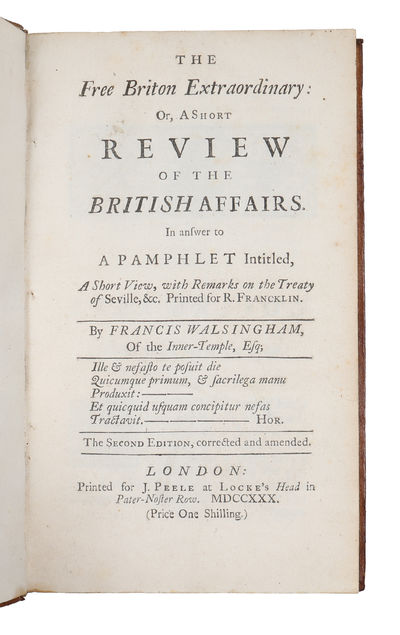 THE
Free Briton Extraordinary:
Or, A SHORT
REVIEW
OF THE
BRITISH AFFAIRS.
In anſwer to
A PAMPHLET Intitled,
A Short View, with Remarks on the Treaty
of Seville, &c. Printed for R. FRANCKLIN.
By FRANCIS WALSINGHAM,
Of the Inner-Temple, Eſq;
Ille & nefaſto te poſuit die
Quicumque primum, & ſacrilega manu
Produxit:———
Et quicquid uſquam concipitur nefas
Tractavit.——————— HOR.
The SECOND EDITION, corrected and amended.
LONDON:
Printed for J. PEELE at LOCKE's Head in
Pater-Noſter Row. MDCCXXX.
(Price One Shilling.)